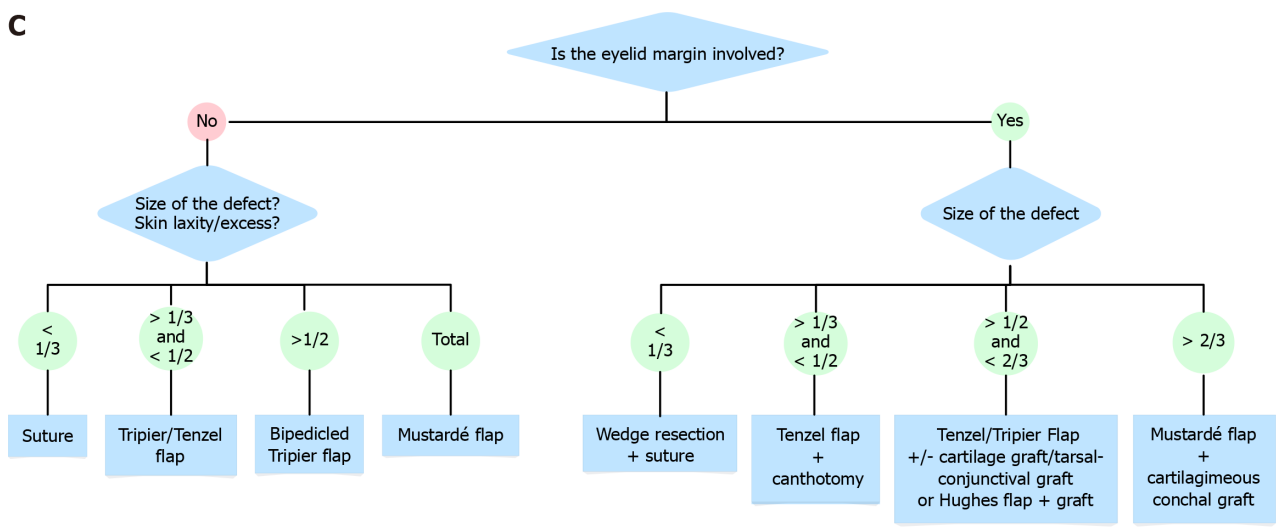 C
Is the eyelid margin involved?
No
Yes
Size of the defect?
Skin laxity/excess?
Size of the defect
<
1/3
> 1/3
and
< 1/2
>1/2
Total
<
1/3
> 1/3
and
< 1/2
> 1/2
and
< 2/3
> 2/3
Suture
Tripier/Tenzel
flap
Bipedicled
Tripier flap
Mustardé flap
Wedge resection
+ suture
Tenzel flap
+
canthotomy
Tenzel/Tripier Flap
+/- cartilage graft/tarsal-
conjunctival graft
or Hughes flap + graft
Mustardé flap
+
cartilagimeous
conchal graft